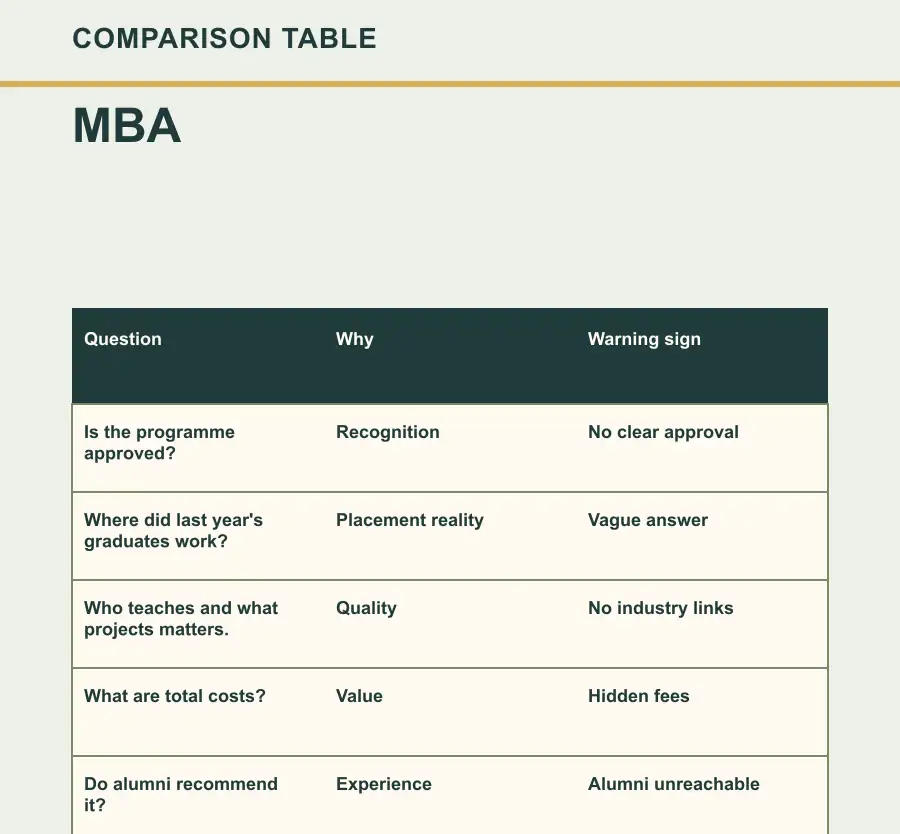 COMPARISON TABLE
MBA
Question Why Warning sign
Is the programme Recognition No clear approval
approved?
Where did last year's Placement reality Vague answer
graduates work?
Who teaches and what Quality No industry links
projects matters.
What are total costs? Value Hidden fees
Do alumni recommend Experience Alumni unreachable
it?